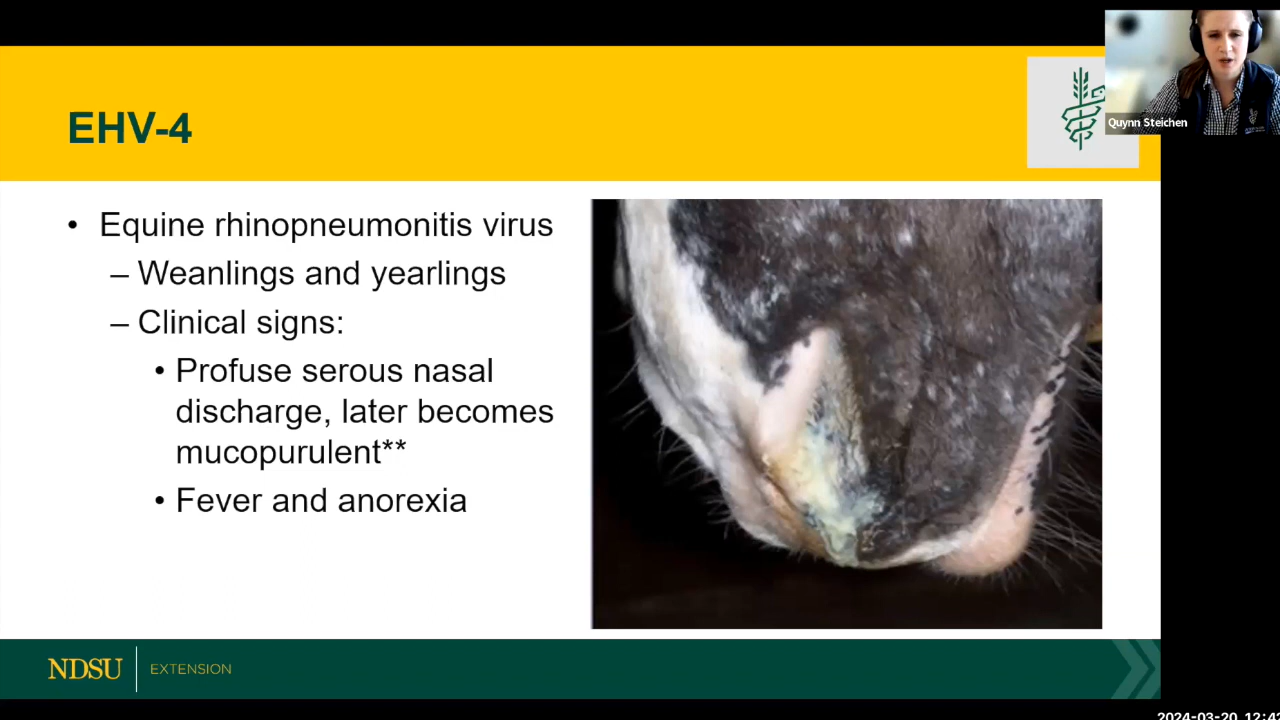 EHV-4
Quynn Steichen
• Equine rhinopneumonitis virus
– Weanlings and yearlings
– Clinical signs:
• Profuse serous nasal
discharge, later becomes
mucopurulent**
• Fever and anorexia
NDSU EXTENSION
2024-03-20 12:4